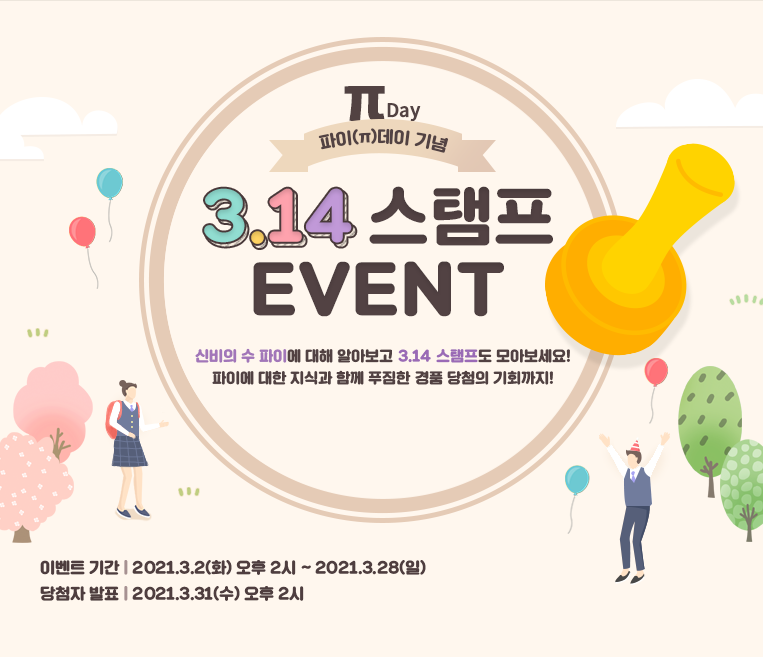 π Day
파이(π)데이 기념
3.14 스탬프
EVENT
신비의 수 파이에 대해 알아보고 3.14 스탬프도 모아보세요!
파이에 대한 지식과 함께 푸짐한 경품 당첨의 기회까지!
이벤트 기간 | 2021.3.2(화) 오후 2시 ~ 2021.3.28(일)
당첨자 발표 | 2021.3.31(수) 오후 2시